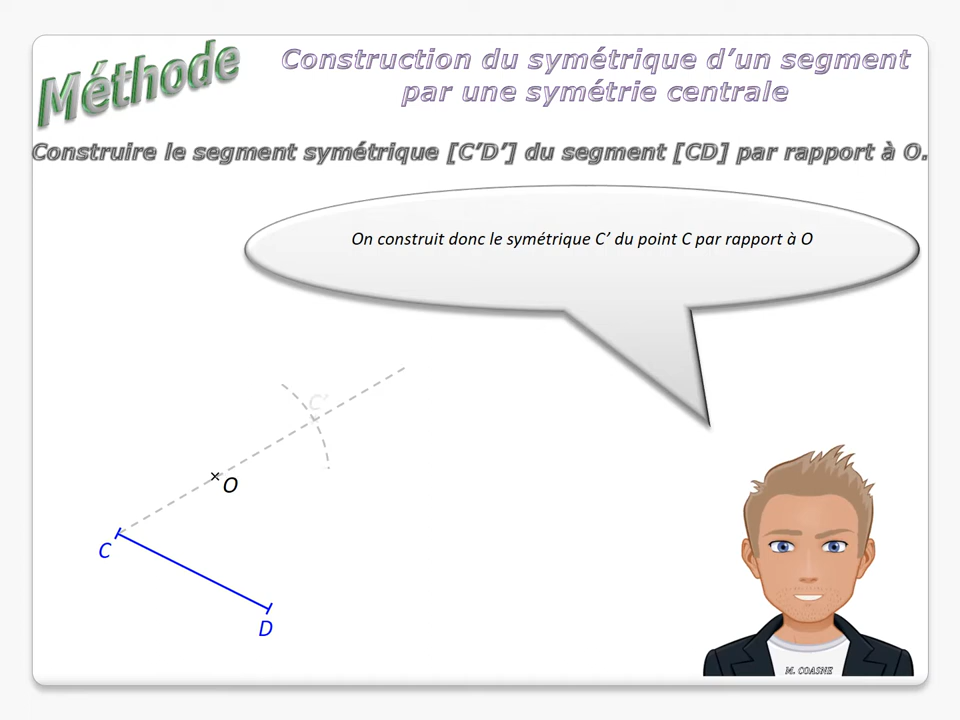 Méthode
Construction du symétrique d’un segment
par une symétrie centrale
Construire le segment symétrique [C’D’] du segment [CD] par rapport à O.
On construit donc le symétrique C’ du point C par rapport à O
C’
O
C
D
M. COASNE